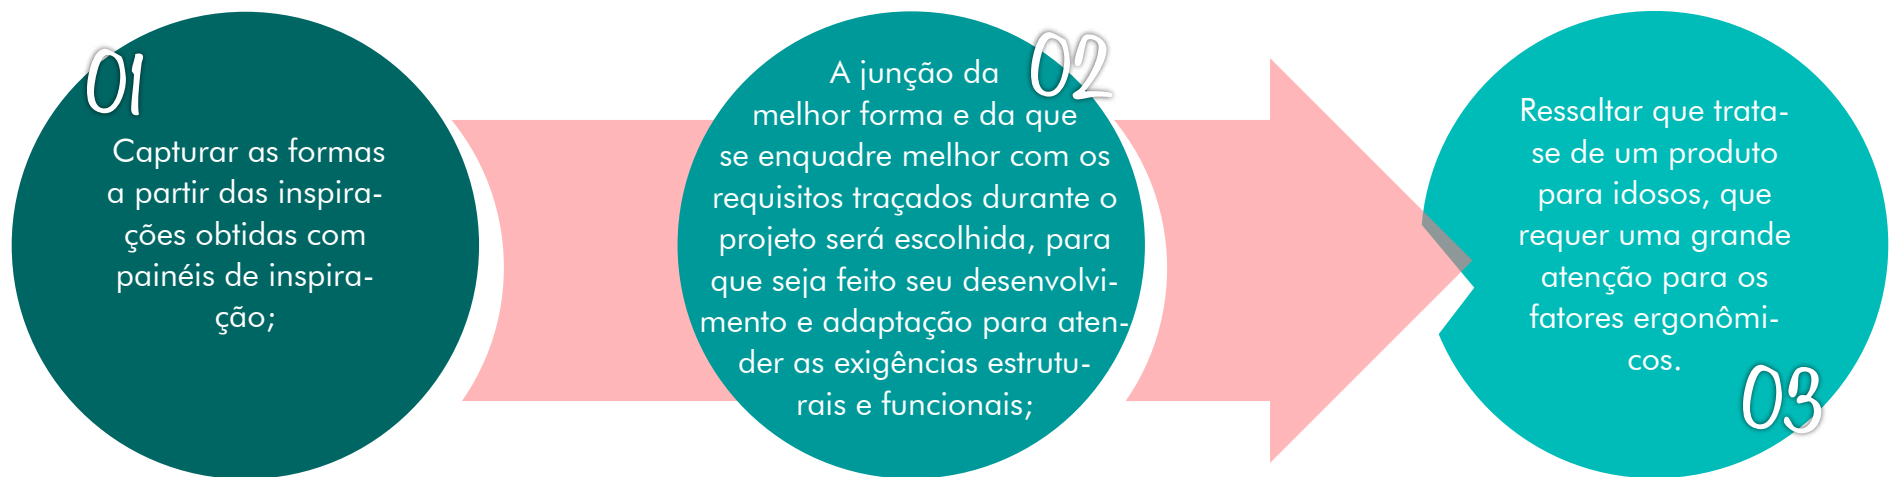 01
Capturar as formas
a partir das inspira-
ções obtidas com
painéis de inspira-
ção;
02
A junção da
melhor forma e da que
se enquadre melhor com os
requisitos traçados durante o
projeto será escolhida, para
que seja feito seu desenvolvi-
mento e adaptação para aten-
der as exigências estrutu-
rais e funcionais;
Ressaltar que trata-
se de um produto
para idosos, que
requer uma grande
atenção para os
fatores ergonômi-
cos.
03